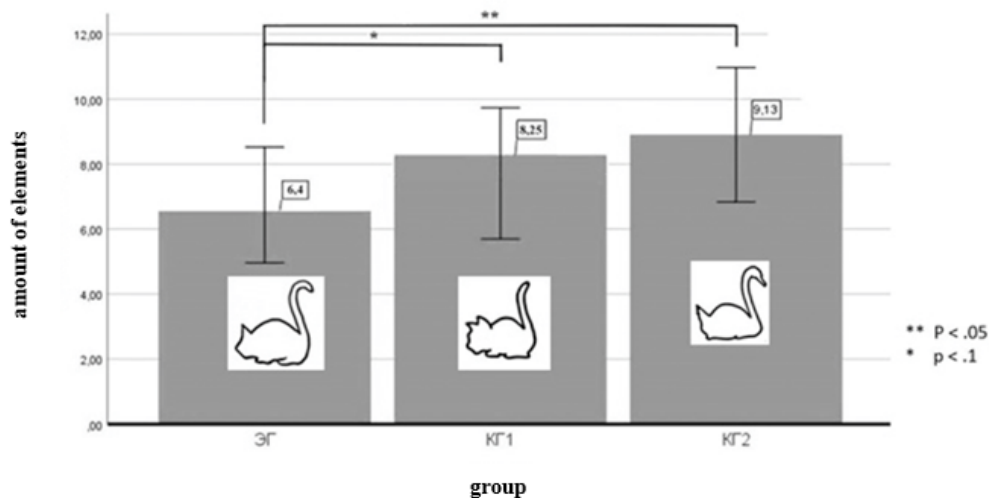 **
*
12,00
10,00
8,00
6,00
4,00
2,00
,00
amount of elements
6,4
8,25
9,13
ЭГ
КГ1
КГ2
group
** P < .05
* p < .1